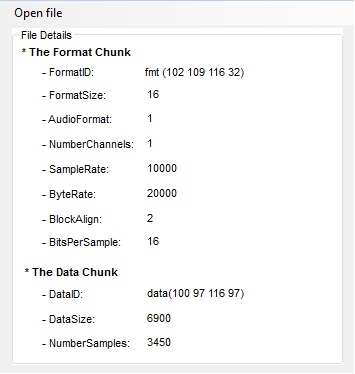 Open file
File Details
* The Format Chunk
- FormatID: fmt (102 109 116 32)
- FormatSize: 16
- AudioFormat: 1
- NumberChannels: 1
- SampleRate: 10000
- ByteRate: 20000
- BlockAlign: 2
- BitsPerSample: 16
* The Data Chunk
- DataID: data(100 97 116 97)
- DataSize: 6900
- NumberSamples: 3450